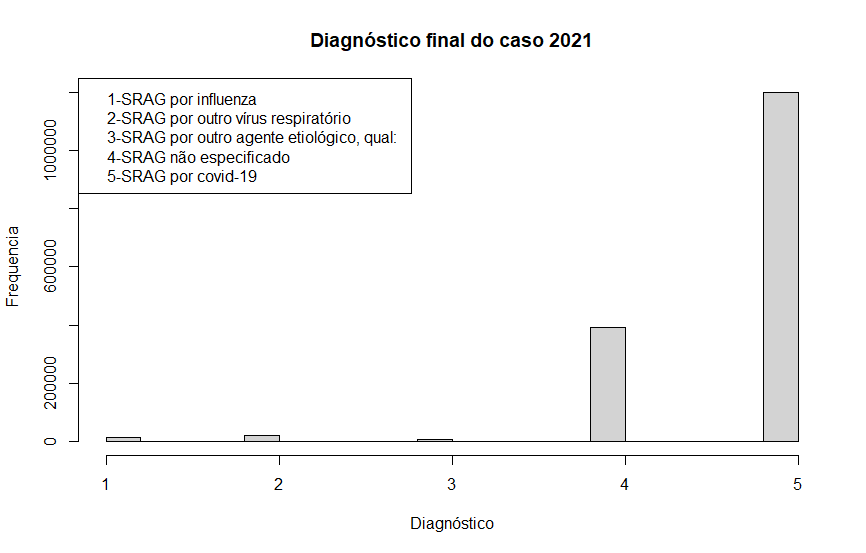 Diagnóstico final do caso 2021
1-SRAG por influenza
2-SRAG por outro vírus respiratório
3-SRAG por outro agente etiológico, qual:
4-SRAG não especificado
5-SRAG por covid-19
Frequencia
1000000
600000
200000
0
1 2 3 4 5
Diagnóstico